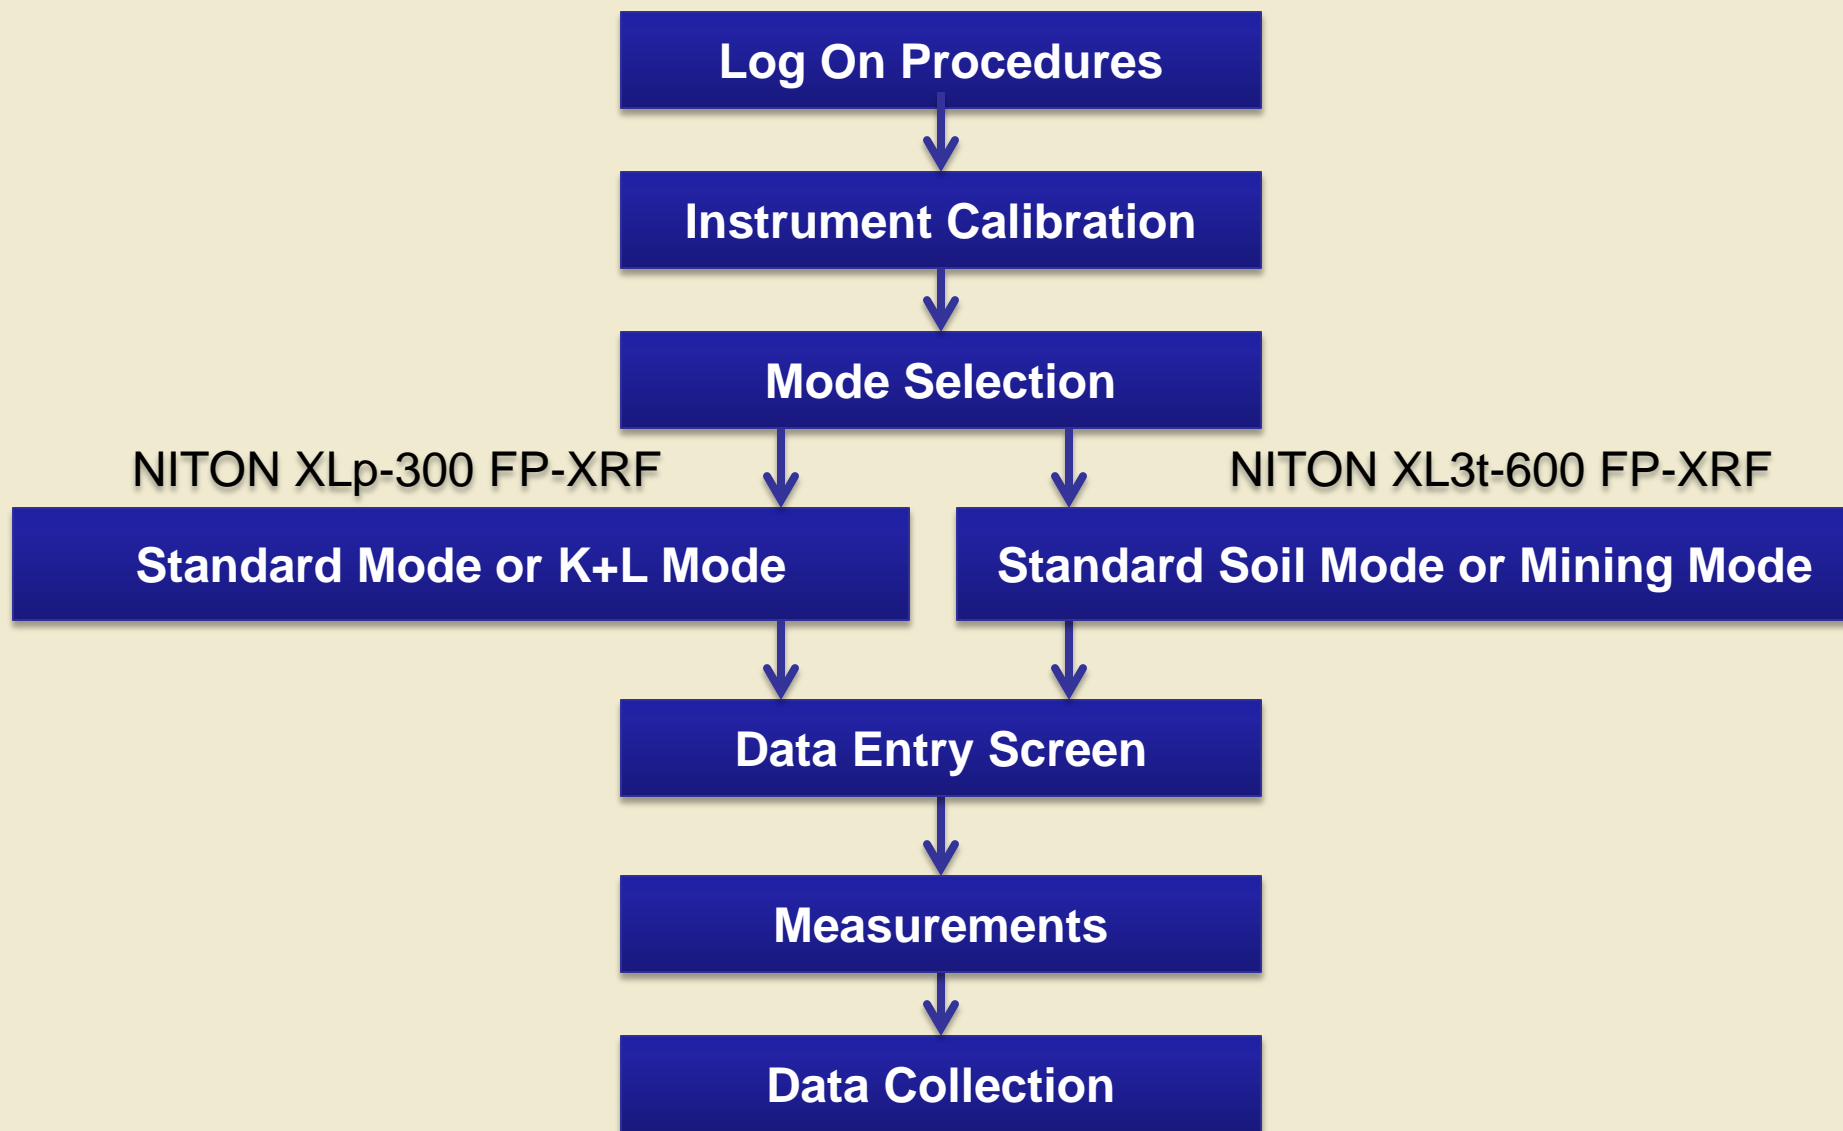 Log On Procedures
Instrument Calibration
Mode Selection
NITON XLp-300 FP-XRF
NITON XL3t-600 FP-XRF
Standard Mode or K+L Mode
Standard Soil Mode or Mining Mode
Data Entry Screen
Measurements
Data Collection